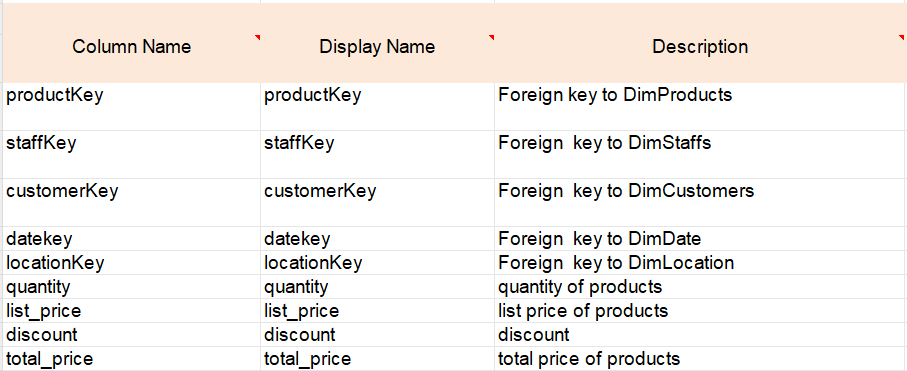 Column Name Display Name Description
productKey productKey Foreign key to DimProducts
staffKey staffKey Foreign  key to DimStaffs
customerKey customerKey Foreign  key to DimCustomers
datekey datekey Foreign  key to DimDate
locationKey locationKey Foreign  key to DimLocation
quantity quantity quantity of products
list_price list_price list price of products
discount discount discount
total_price total_price total price of products